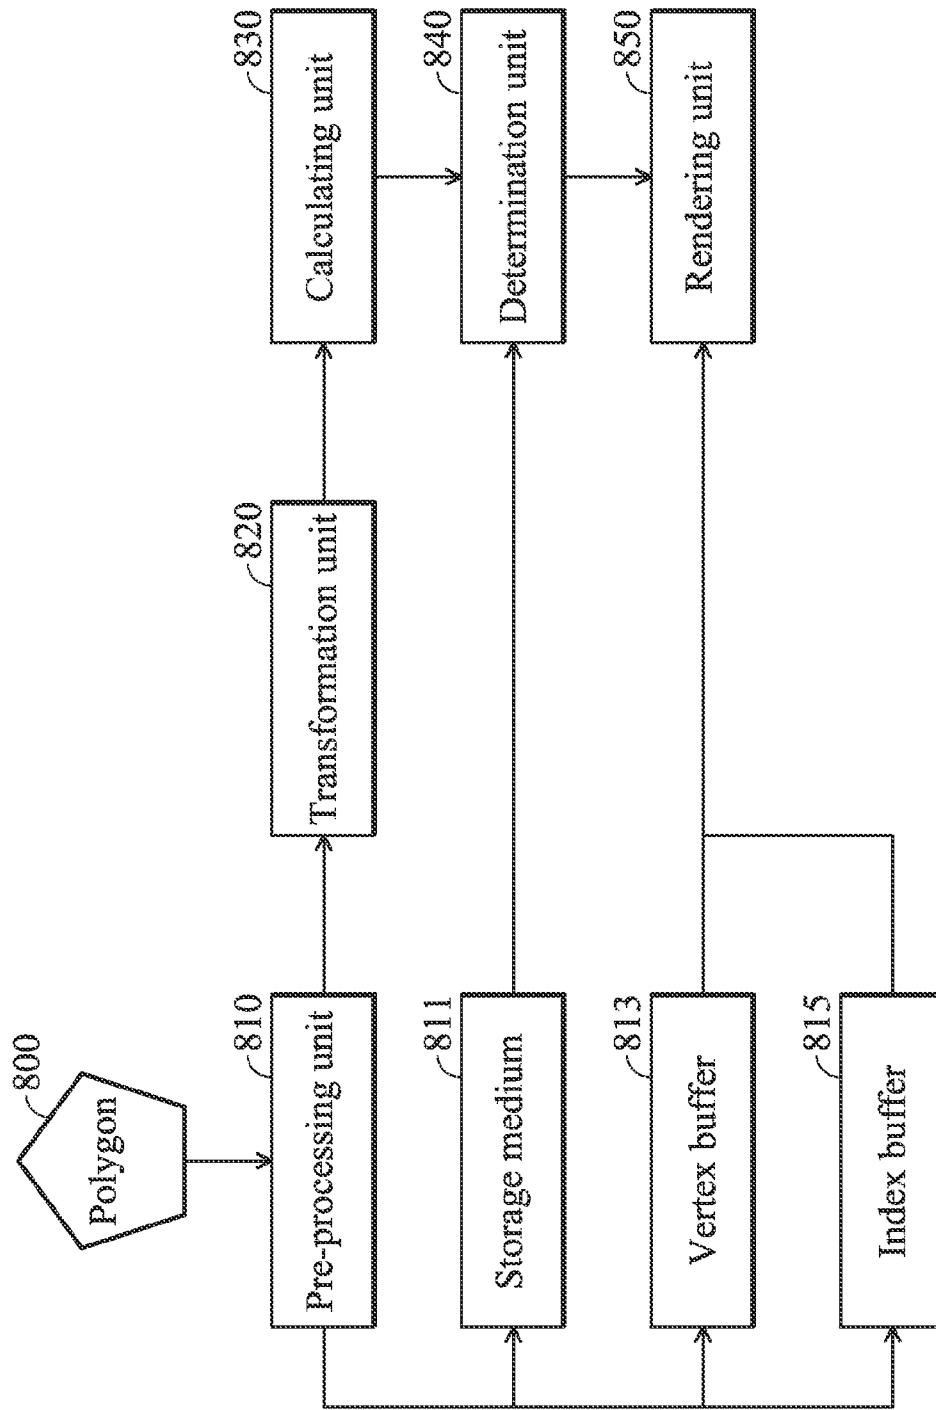 800
Polygon
810
Pre-processing unit
820
Transformation unit
830
Calculating unit
811
Storage medium
840
Determination unit
813
Vertex buffer
850
Rendering unit
815
Index buffer